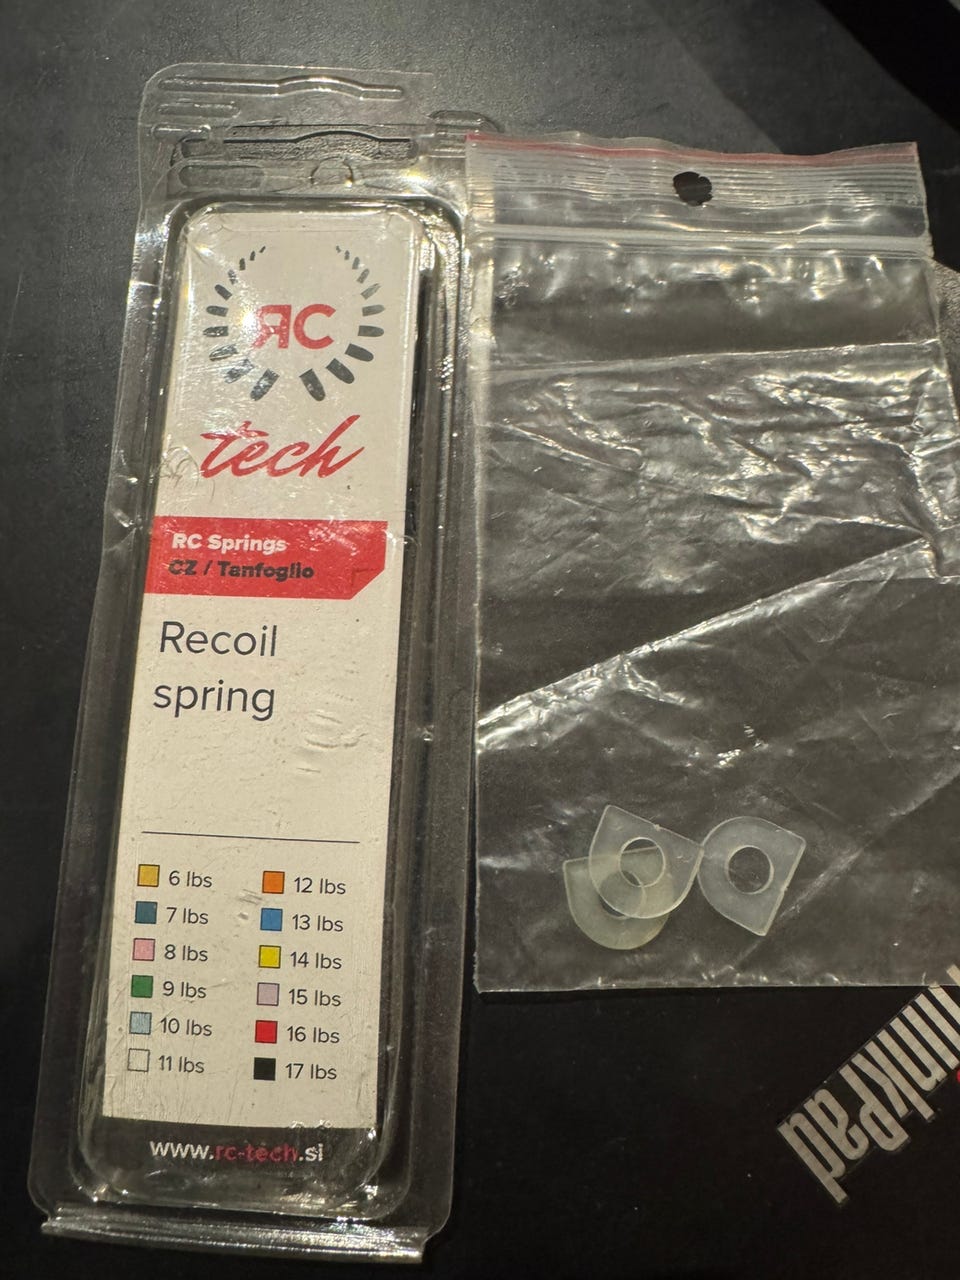 RC
tech
RC Springs
CZ / Tanfoglio
Recoil
spring
6 lbs
7 lbs
8 lbs
9 lbs
10 lbs
11 lbs
12 lbs
13 lbs
14 lbs
15 lbs
16 lbs
17 lbs
www.rc-tech.si
inkPad